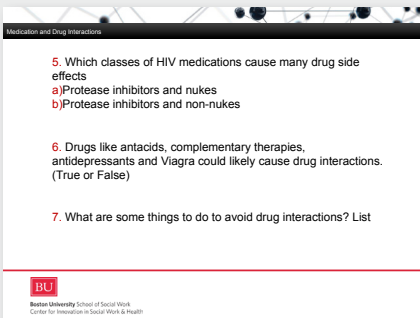 Medication and Drug Interactions
5. Which classes of HIV medications cause many drug side
effects
a)Protease inhibitors and nukes
b)Protease inhibitors and non-nukes
6. Drugs like antacids, complementary therapies,
antidepressants and Viagra could likely cause drug interactions.
(True or False)
7. What are some things to do to avoid drug interactions? List
BU
Boston University School of Social Work
Center for Innovation in Social Work & Health